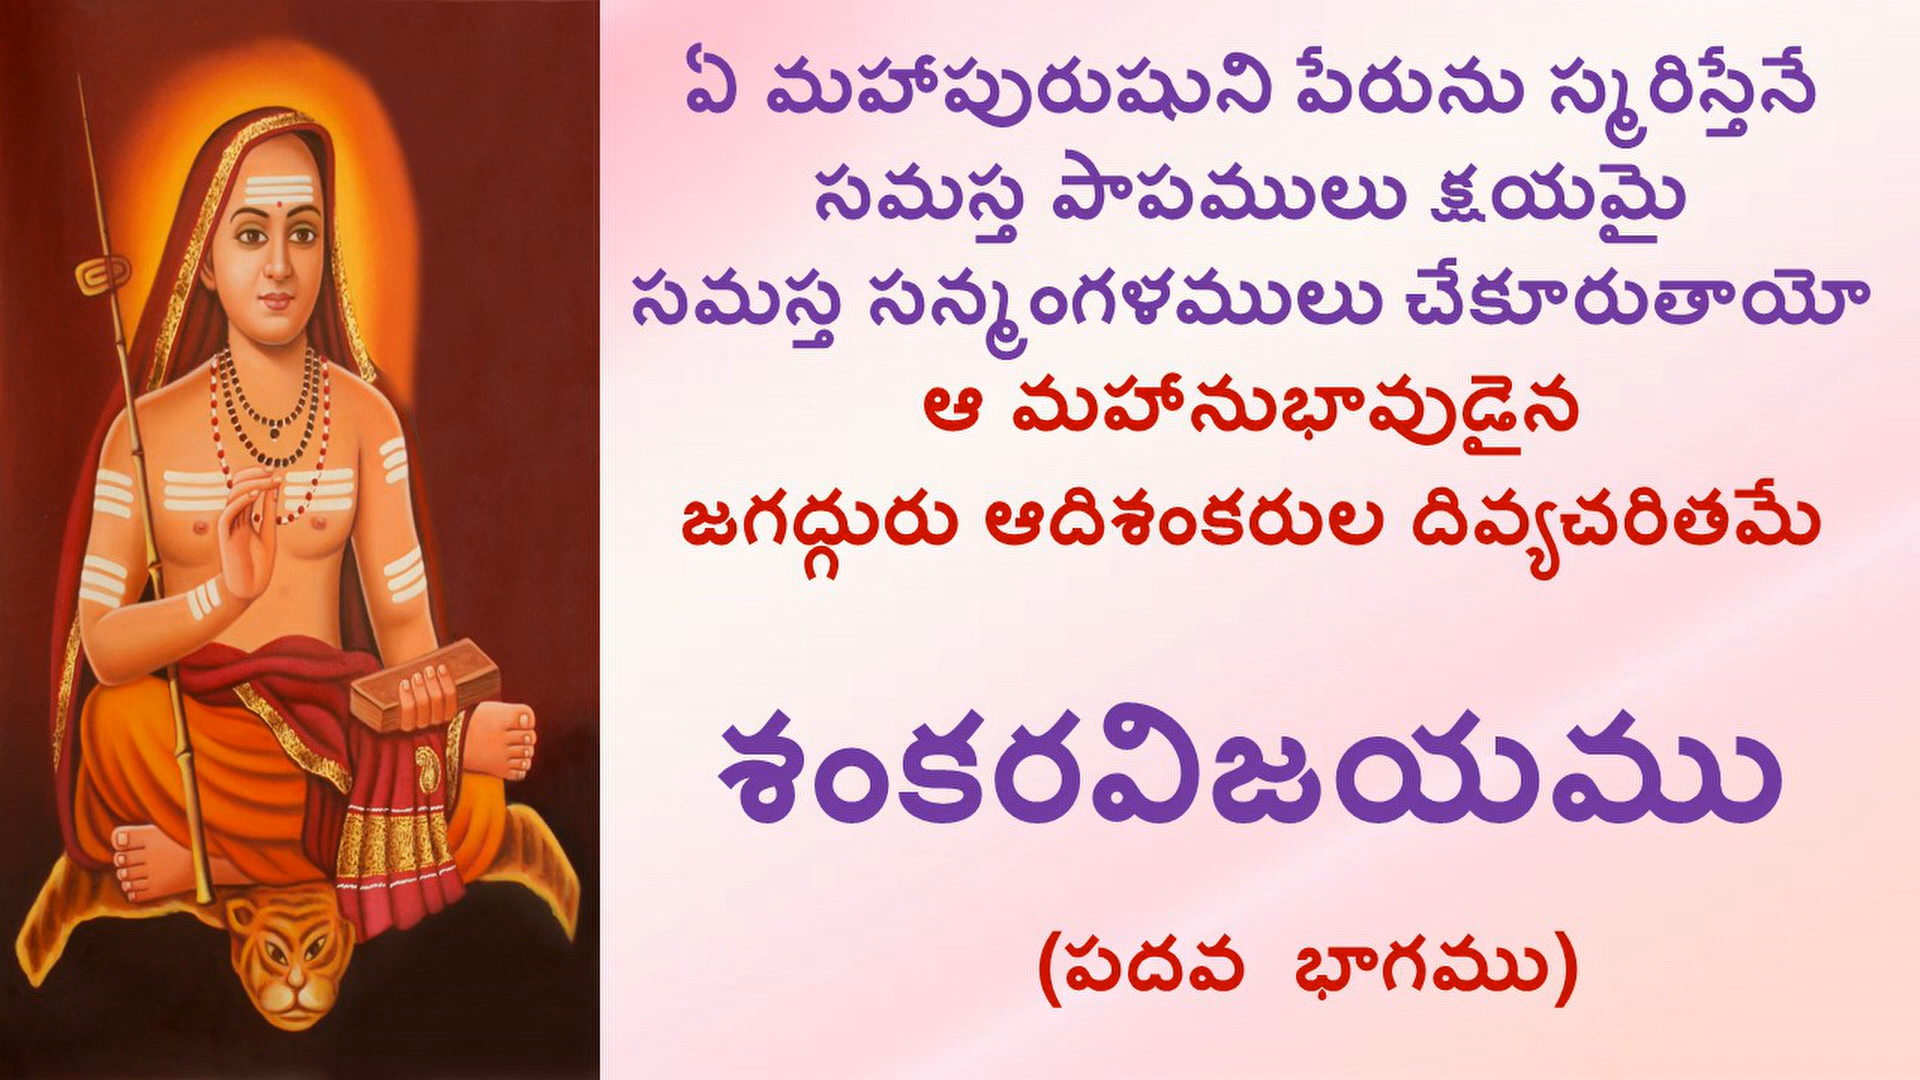 ఏ మహాపురుషుని పేరును స్మరిస్తేనే
సమస్త పాపములు క్షయమై
సమస్త సన్మంగళములు చేకూరుతాయో
ఆ మహానుభావుడైన
జగద్గురు ఆదిశంకరుల దివ్యచరితమే
శంకరవిజయము
(పదవ భాగము)